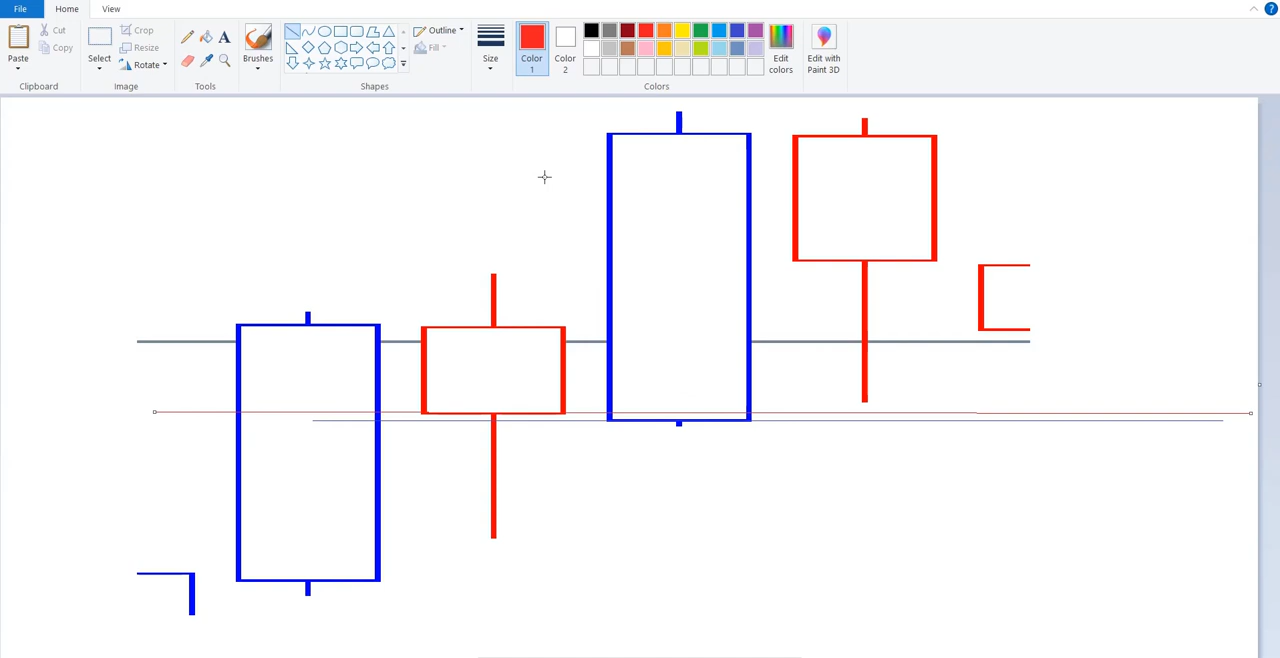 File Home View
Paste Cut Copy Clipboard
Select Crop Resize Rotate Image
A Tools
Brushes
Outline Fill Shapes
Size
Color 1
Color 2
Edit colors
Colors
Edit with Paint 3D
?